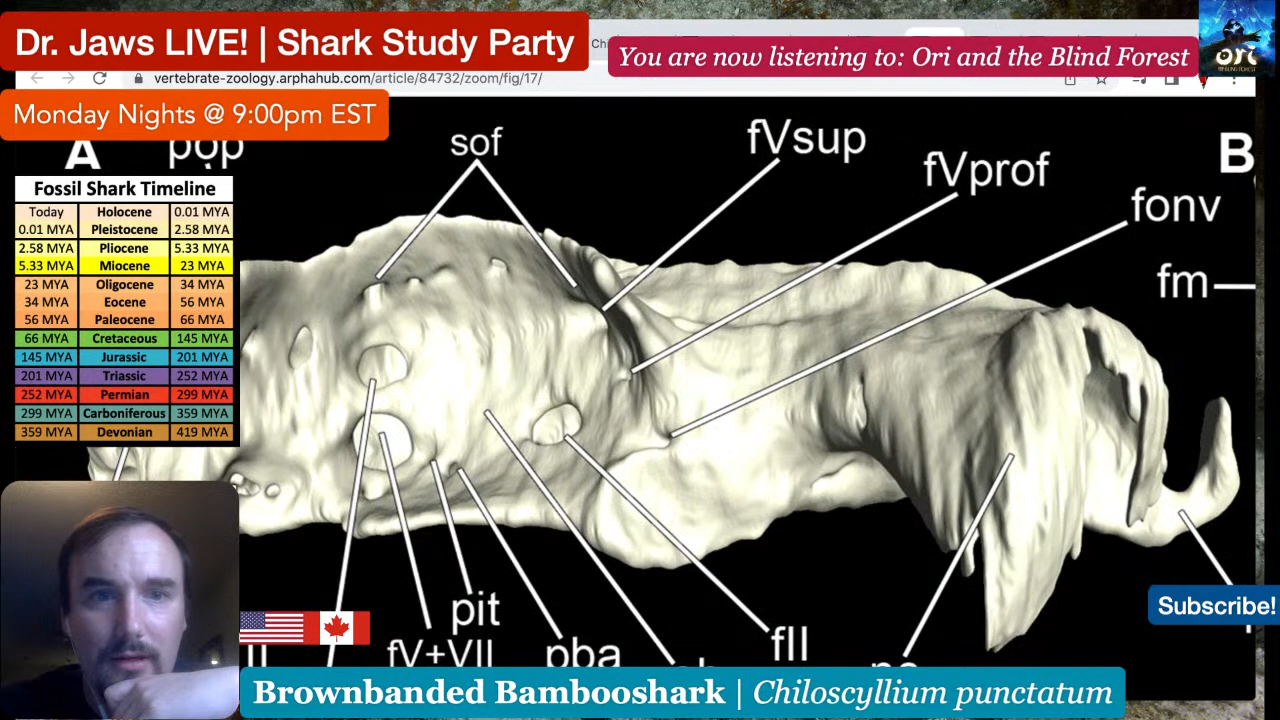 Dr. Jaws LIVE! | Shark Study Party
You are now listening to: Ori and the Blind Forest
ori
vertebrate-zoology.arphahub.com/article/84732/zoom/fig/17/
Monday Nights @ 9:00pm EST
A
pop
sof
fVsup
fVprof
fonv
fm
B
Fossil Shark Timeline
Today Holocene 0.01 MYA
0.01 MYA Pleistocene 2.58 MYA
2.58 MYA Pliocene 5.33 MYA
5.33 MYA Miocene 23 MYA
23 MYA Oligocene 34 MYA
34 MYA Eocene 56 MYA
56 MYA Paleocene 66 MYA
66 MYA Cretaceous 145 MYA
145 MYA Jurassic 201 MYA
201 MYA Triassic 252 MYA
252 MYA Permian 299 MYA
299 MYA Carboniferous 359 MYA
359 MYA Devonian 419 MYA
pit
fV+VII
pba
fII
Subscribe!
Brownbanded Bambooshark | Chiloscyllium punctatum